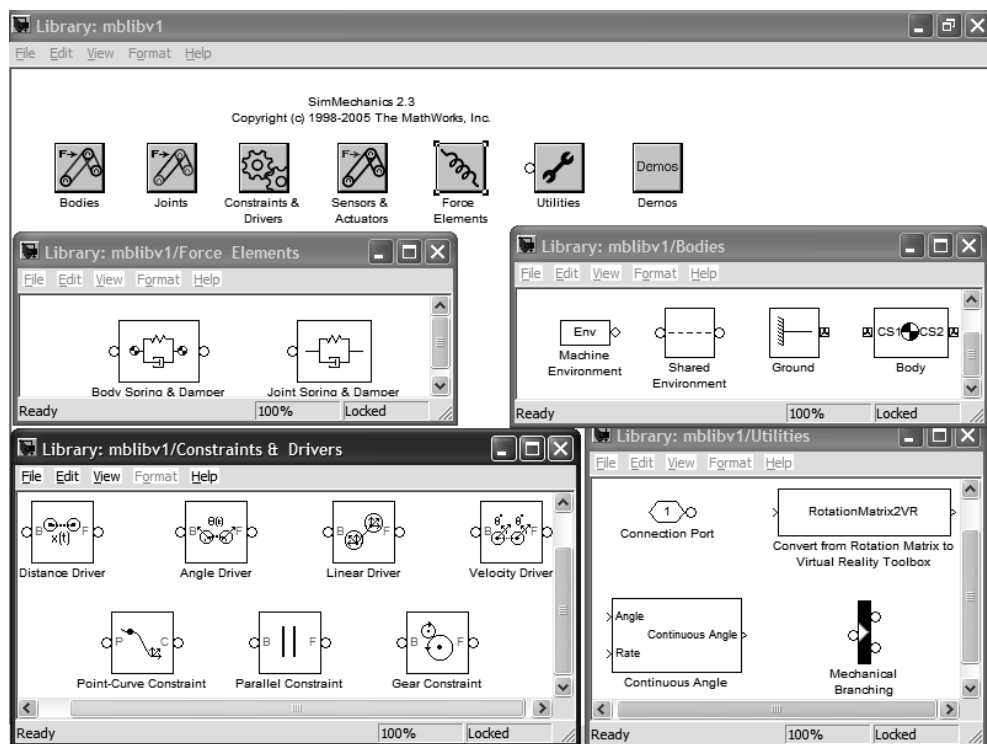 Library: mblibv1
File Edit View Format Help
SimMechanics 2.3
Copyright (c) 1998-2005 The MathWorks, Inc.
F F Demos
Bodies Joints Constraints & Sensors & Force Utilities Demos
Drivers Actuators Elements
Library: mblibv1/Force Elements
File Edit View Format Help
Body Spring & Damper Joint Spring & Damper
Ready 100% Locked
Library: mblibv1/Bodies
File Edit View Format Help
Env CS1 CS2
Machine Shared Ground Body
Environment Environment
Ready 100% Locked
Library: mblibv1/Constraints & Drivers
File Edit View Format Help
B x(t) F B θ(t) F B F B θ θ F
Distance Driver Angle Driver Linear Driver Velocity Driver
P C B F B F
Point-Curve Constraint Parallel Constraint Gear Constraint
Ready 100% Locked
Library: mblibv1/Utilities
File Edit View Format Help
1 RotationMatrix2VR
Connection Port Convert from Rotation Matrix to
Virtual Reality Toolbox
Angle
Continuous Angle
Rate
Continuous Angle Mechanical
Branching
Ready 100% Locked